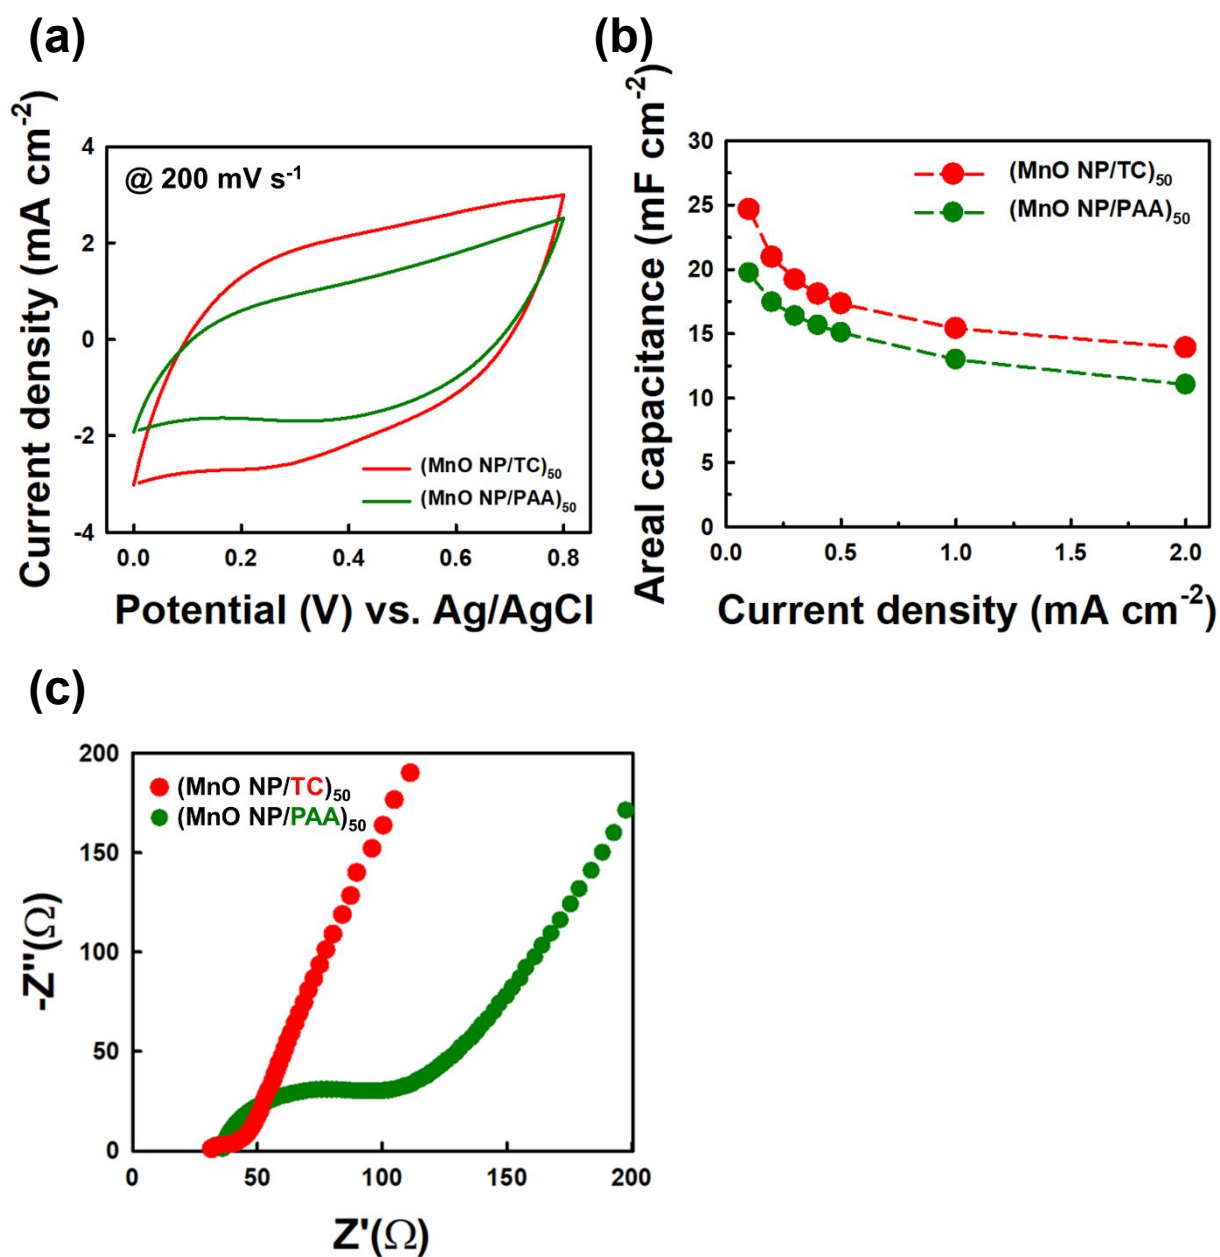 (a)
@ 200 mV s⁻¹
Current density (mA cm⁻²)
4
2
0
-2
-4
(MnO NP/TC)₅₀
(MnO NP/PAA)₅₀
0.0 0.2 0.4 0.6 0.8
Potential (V) vs. Ag/AgCl
(b)
Areal capacitance (mF cm⁻²)
30
25
20
15
10
5
0
(MnO NP/TC)₅₀
(MnO NP/PAA)₅₀
0.0 0.5 1.0 1.5 2.0
Current density (mA cm⁻²)
(c)
-Z''(Ω)
200
150
100
50
0
(MnO NP/TC)₅₀
(MnO NP/PAA)₅₀
0 50 100 150 200
Z'(Ω)